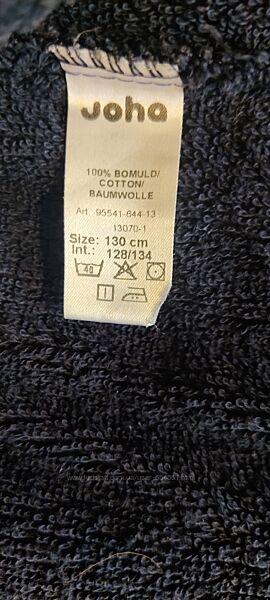 Joha
100% BOMULD/
COTTON/
BAUMWOLLE
Art. 95541-644-13
13070-1
Size: 130 cm
Int.: 128/134
40